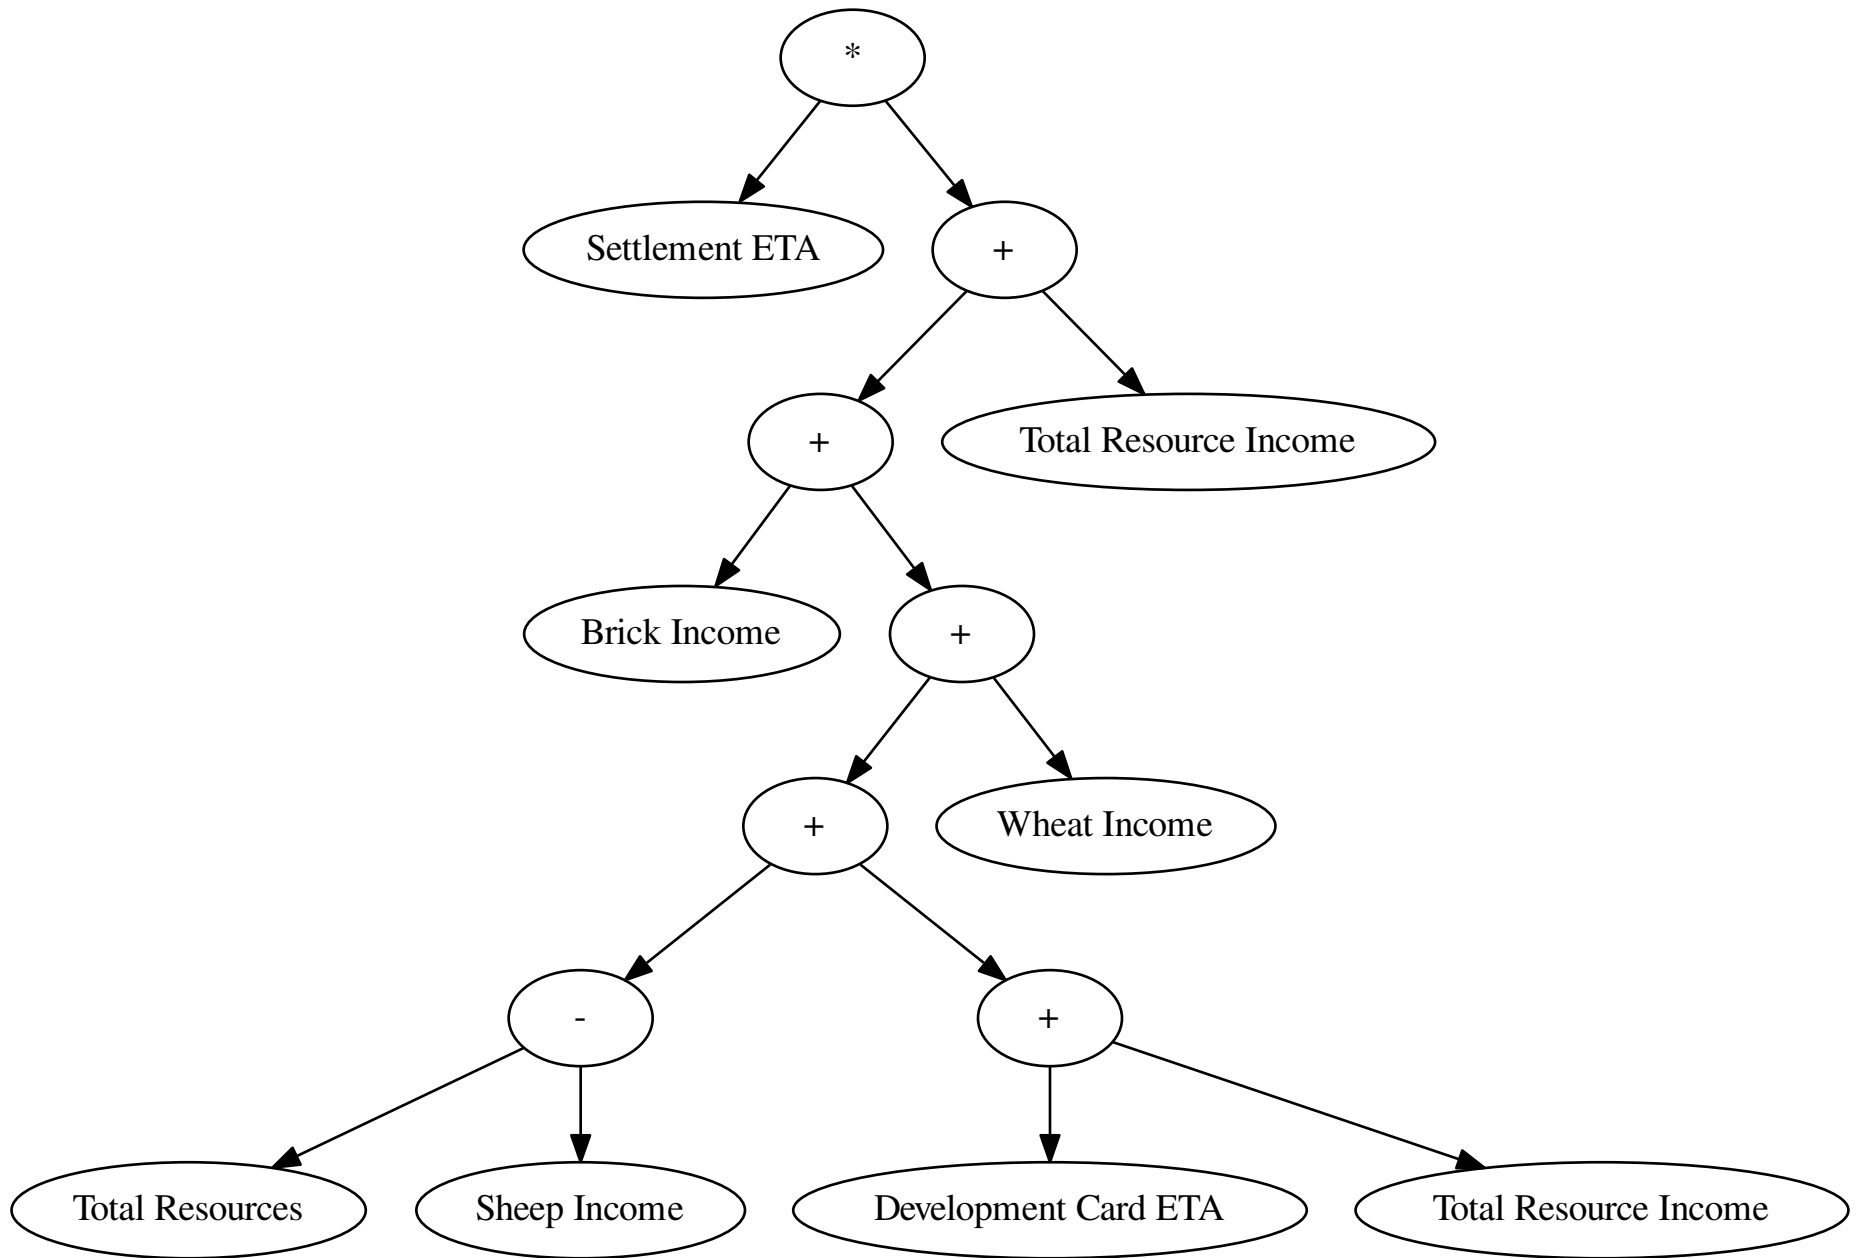 *
Settlement ETA
+
+
Total Resource Income
Brick Income
+
+
Wheat Income
-
+
Total Resources
Sheep Income
Development Card ETA
Total Resource Income